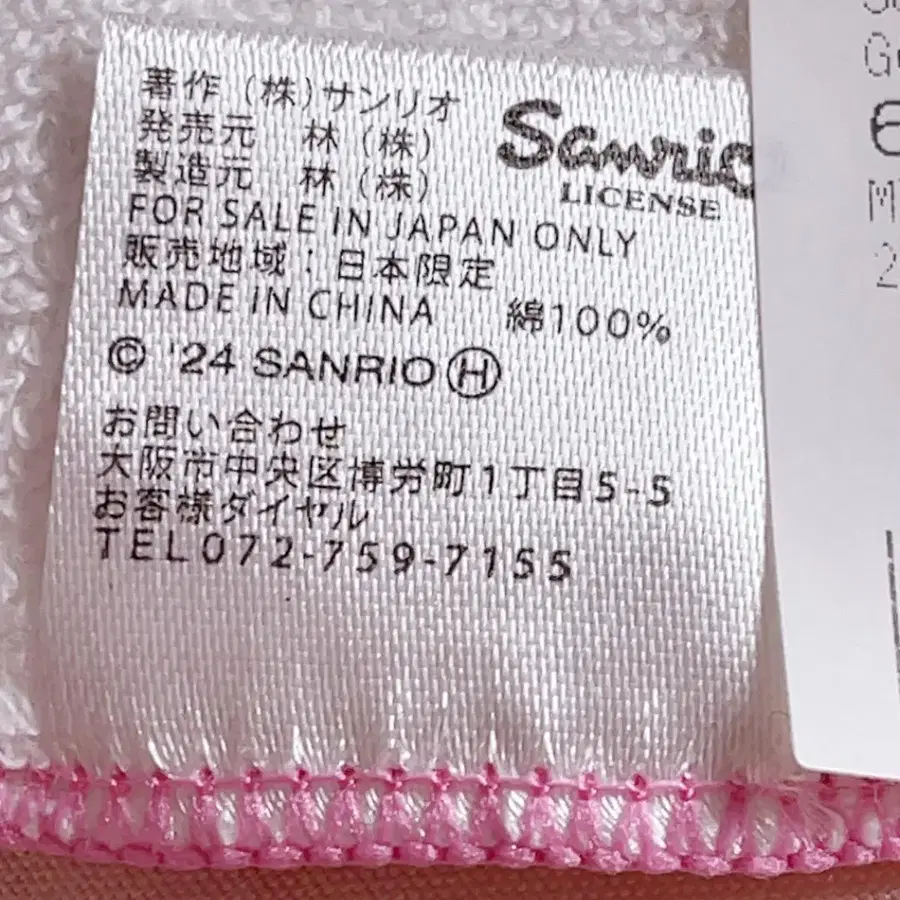 著作 (株)サンリオ
発売元 林 (株)
製造元 林 (株)
Sanrio
LICENSE
FOR SALE IN JAPAN ONLY
販売地域：日本限定
MADE IN CHINA 綿100%
© '24 SANRIO Ⓗ
お問い合わせ
大阪市中央区博労町1丁目5-5
お客様ダイヤル
TEL072-759-7155